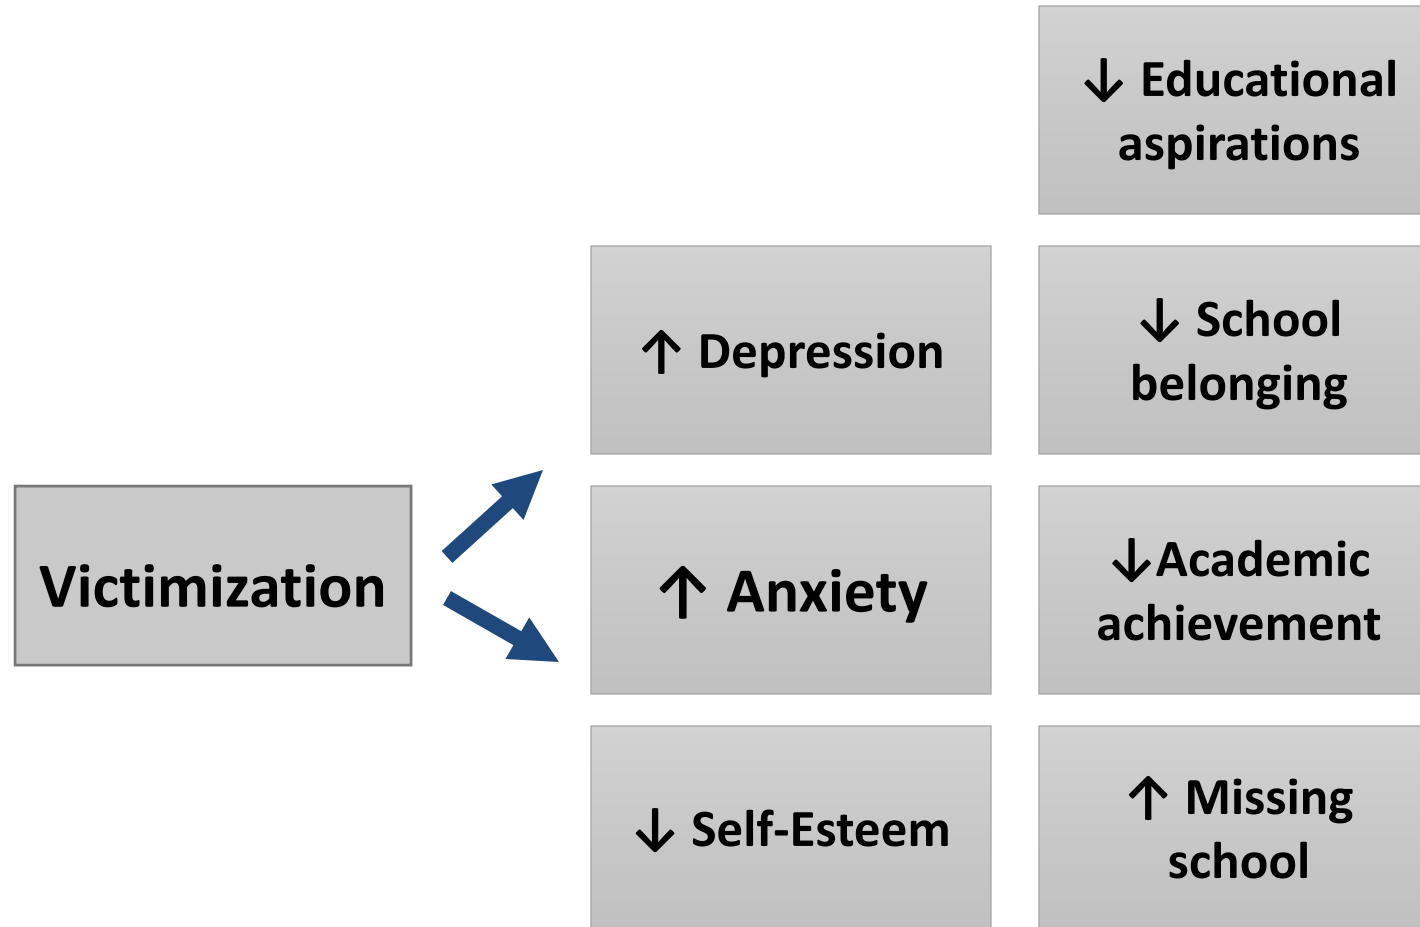 Victimization
↑ Depression
↑ Anxiety
↓ Self-Esteem
↓ Educational
aspirations
↓ School
belonging
↓Academic
achievement
↑ Missing
school